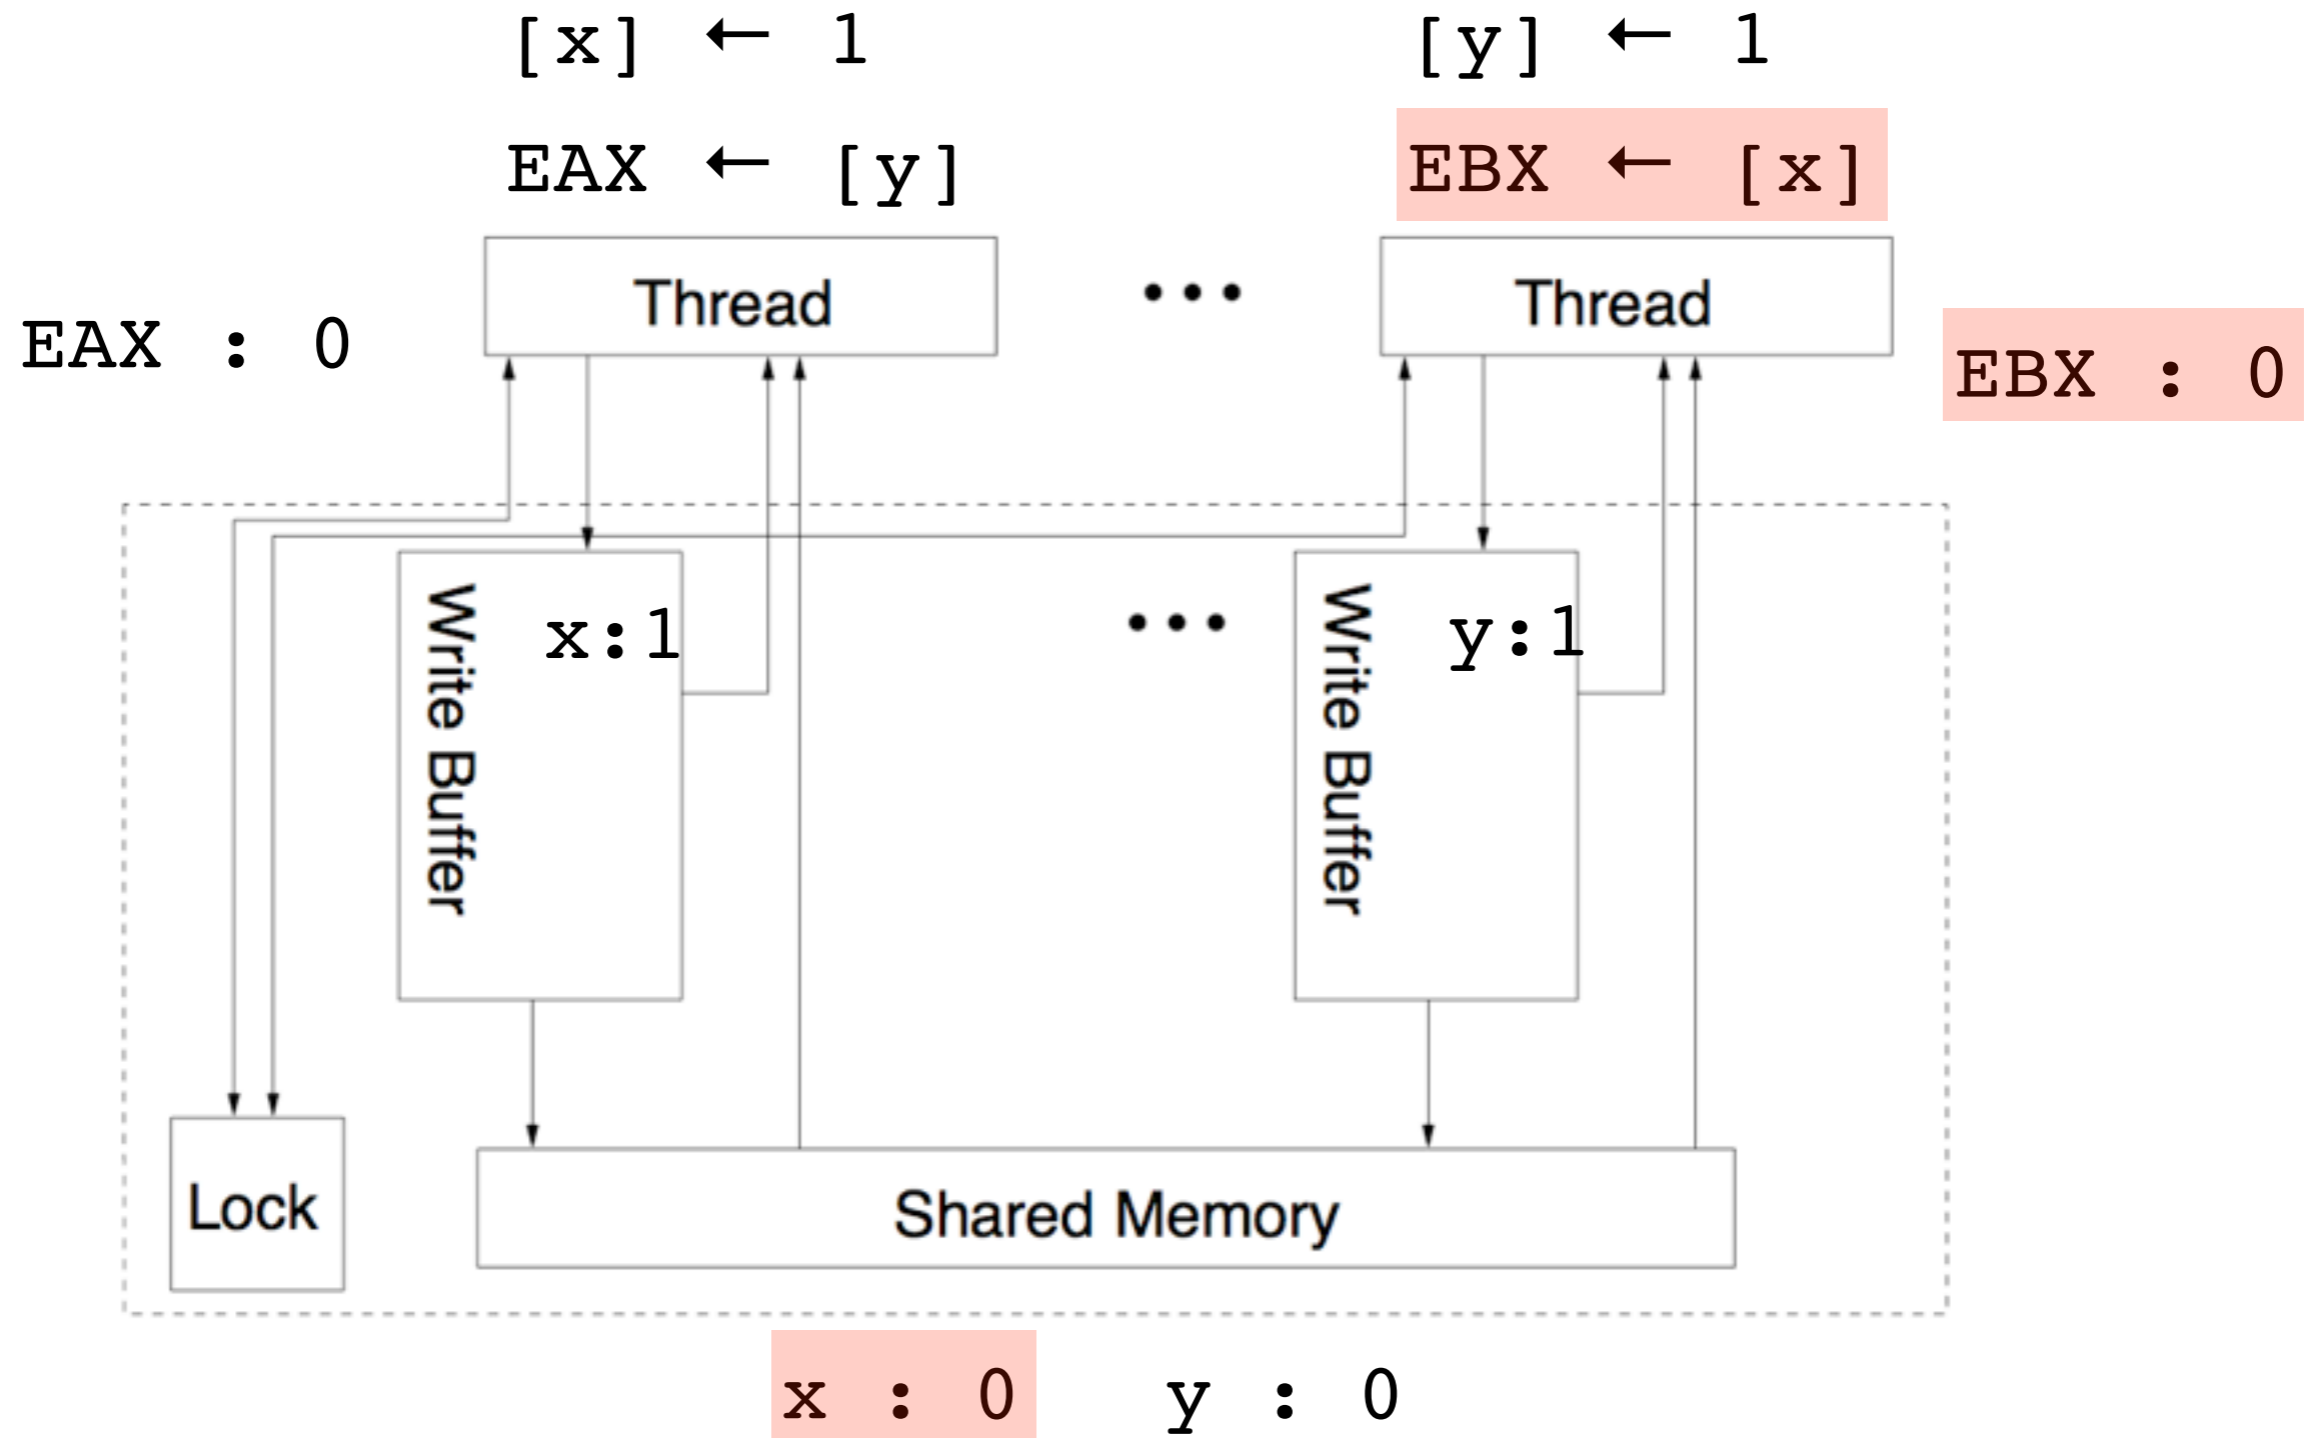 [x] ← 1
[y] ← 1
EAX ← [y]
EBX ← [x]
Thread
...
Thread
EAX : 0
EBX : 0
Write Buffer
x:1
...
Write Buffer
y:1
Lock
Shared Memory
x : 0
y : 0